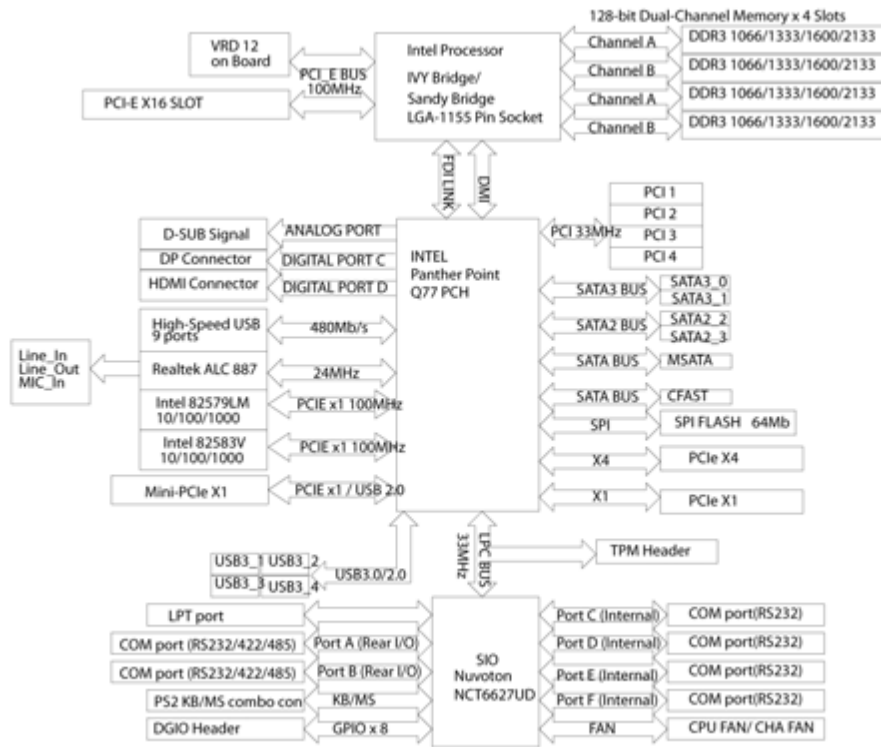 128-bit Dual-Channel Memory x 4 Slots
VRD 12
on Board
PCI_E BUS
100MHz
PCI-E X16 SLOT
Intel Processor
IVY Bridge/
Sandy Bridge
LGA-1155 Pin Socket
Channel A
DDR3 1066/1333/1600/2133
Channel B
DDR3 1066/1333/1600/2133
Channel A
DDR3 1066/1333/1600/2133
Channel B
DDR3 1066/1333/1600/2133
FDI LINK
DMI
D-SUB Signal
ANALOG PORT
DP Connector
DIGITAL PORT C
HDMI Connector
DIGITAL PORT D
High-Speed USB
9 ports
480Mb/s
Line_In
Line_Out
MIC_In
Realtek ALC 887
24MHz
Intel 82579LM
10/100/1000
PCIE x1 100MHz
Intel 82583V
10/100/1000
PCIE x1 100MHz
Mini-PCIe X1
PCIE x1 / USB 2.0
INTEL
Panther Point
Q77 PCH
PCI 33MHz
PCI 1
PCI 2
PCI 3
PCI 4
SATA3 BUS
SATA3_0
SATA3_1
SATA2 BUS
SATA2_2
SATA2_3
SATA BUS
MSATA
SATA BUS
CFAST
SPI
SPI FLASH 64Mb
X4
PCIe X4
X1
PCIe X1
USB3_1 USB3_2
USB3_3 USB3_4
USB3.0/2.0
LPC BUS
33MHz
TPM Header
LPT port
COM port (RS232/422/485)
Port A (Rear I/O)
COM port (RS232/422/485)
Port B (Rear I/O)
PS2 KB/MS combo con
KB/MS
DGIO Header
GPIO x 8
SIO
Nuvoton
NCT6627UD
Port C (Internal)
COM port(RS232)
Port D (Internal)
COM port(RS232)
Port E (Internal)
COM port(RS232)
Port F (Internal)
COM port(RS232)
FAN
CPU FAN/ CHA FAN